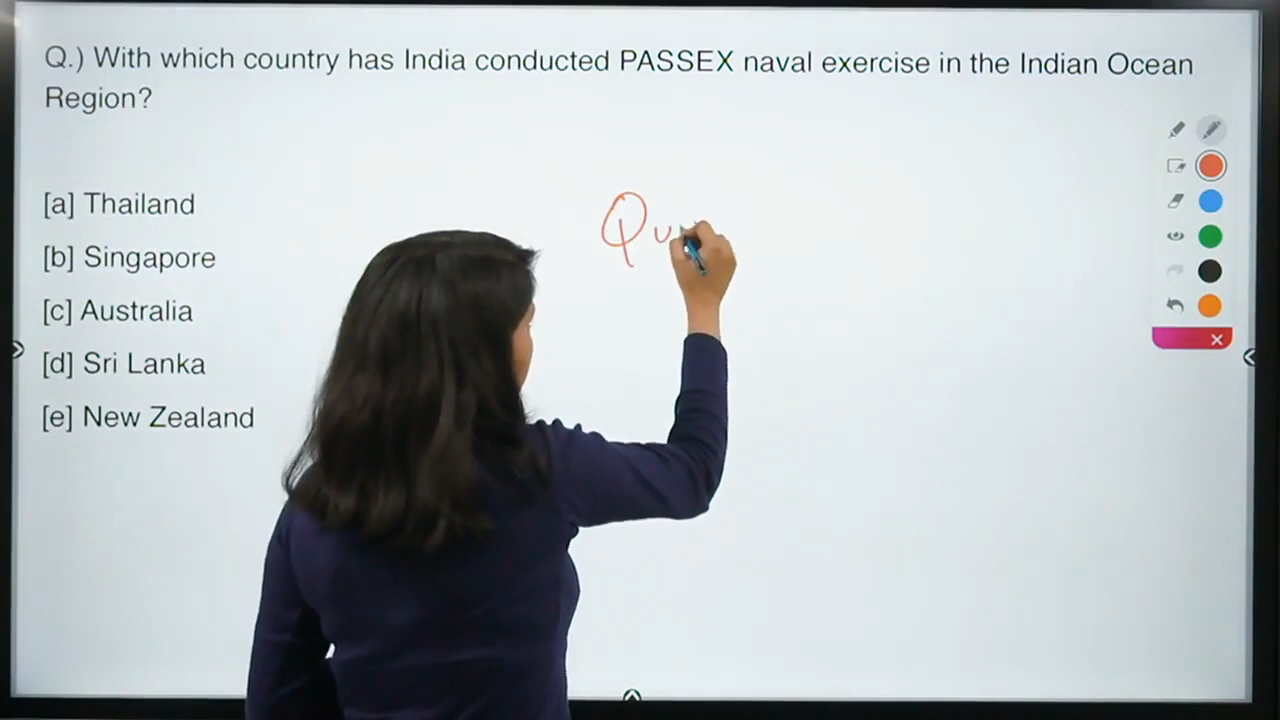 Q.) With which country has India conducted PASSEX naval exercise in the Indian Ocean
Region?
[a] Thailand
[b] Singapore
[c] Australia
[d] Sri Lanka
[e] New Zealand
Qu